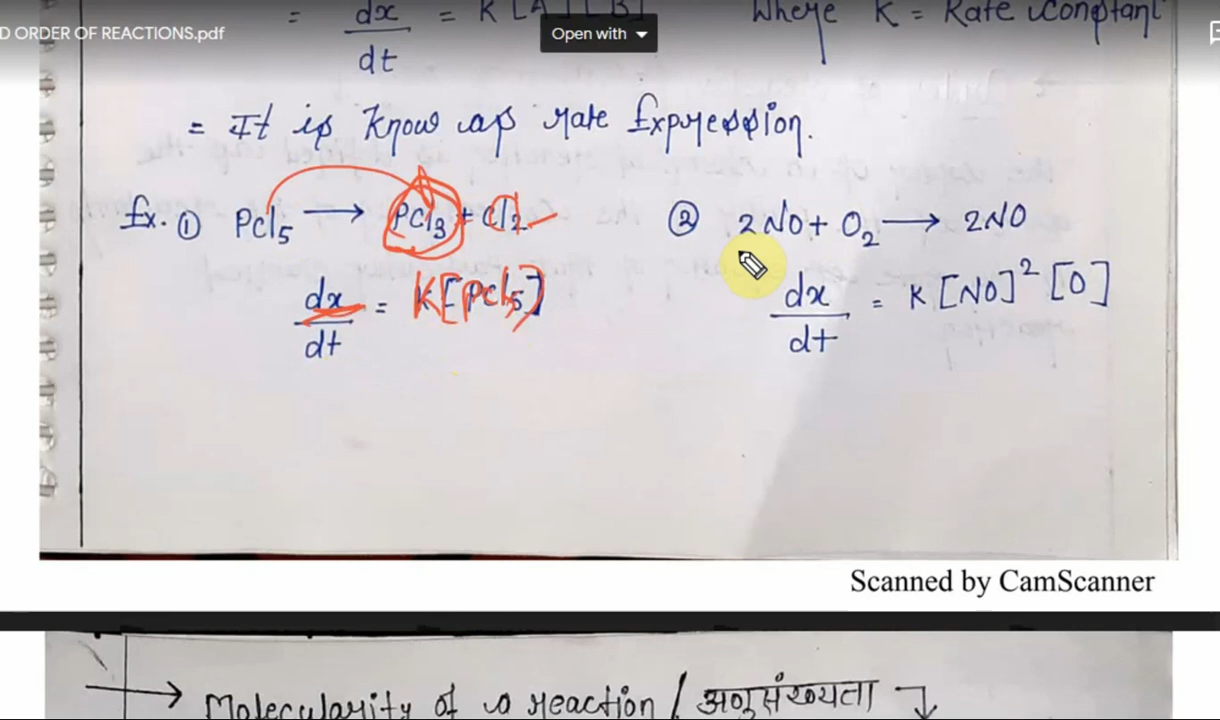 D ORDER OF REACTIONS.pdf
Open with
= dx/dt = K [A] [B] Where K = Rate Constant
= It is Know as rate Expression.
Ex. ① PCl5 → PCl3 + Cl2
dx/dt = K[PCl5]
② 2NO + O2 → 2NO
dx/dt = K [NO]² [O]
Scanned by CamScanner
→ Molecularity of a reaction / अनुसंख्यता